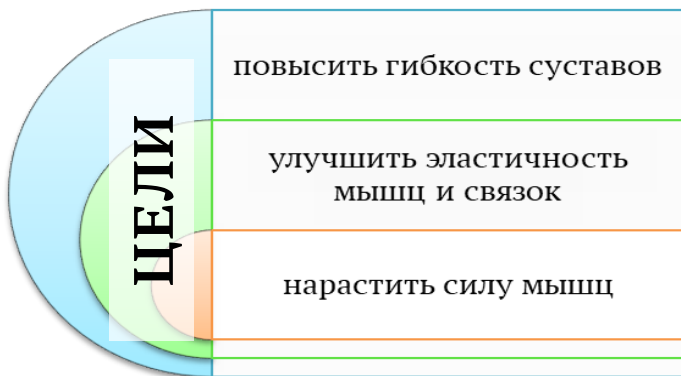 ЦЕЛИ
повысить гибкость суставов
улучшить эластичность
мышц и связок
нарастить силу мышц